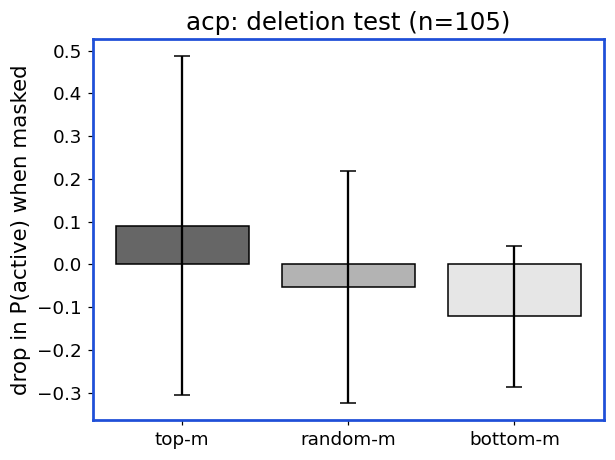 acp: deletion test (n=105)
drop in P(active) when masked
0.5
0.4
0.3
0.2
0.1
0.0
−0.1
−0.2
−0.3
top-m
random-m
bottom-m